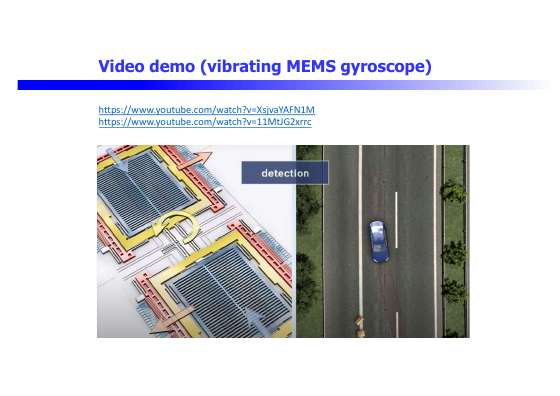 Video demo (vibrating MEMS gyroscope)
https://www.youtube.com/watch?v=XsjvaYAFN1M
https://www.youtube.com/watch?v=11MtJG2xrrc
detection